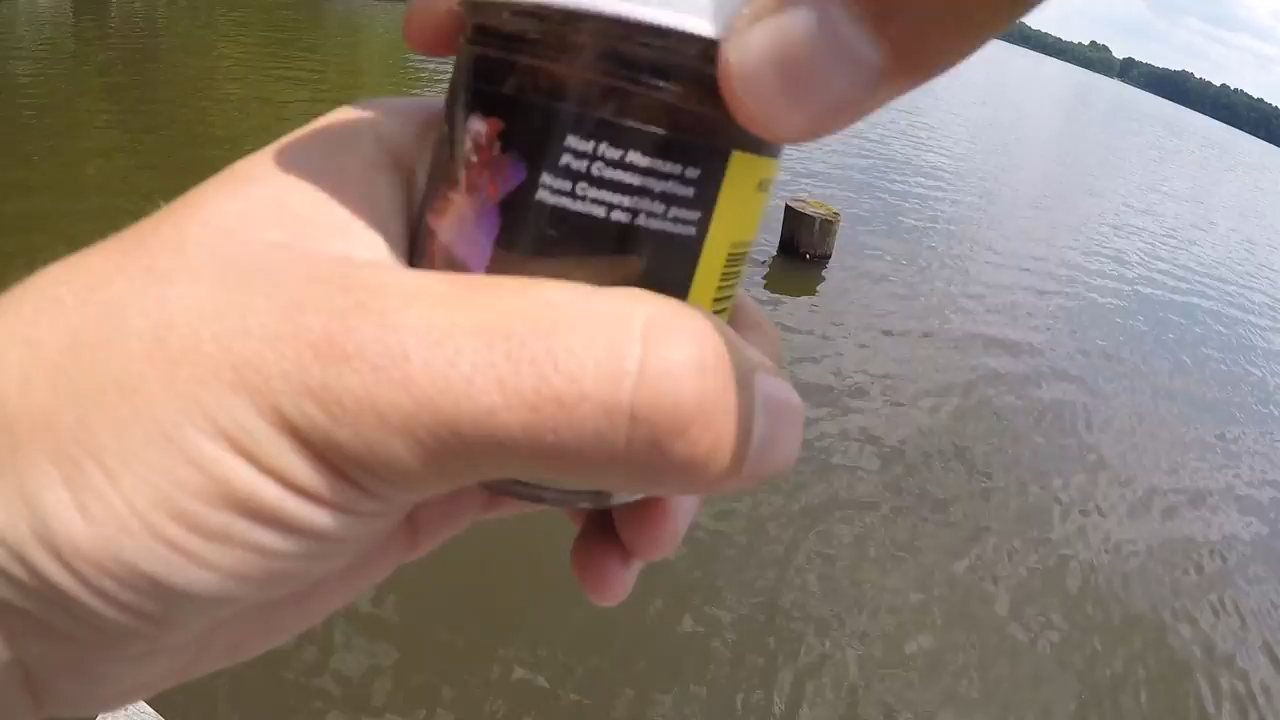 Not for Human or
Pet Consumption
Non Comestible pour
Humains ou Animaux